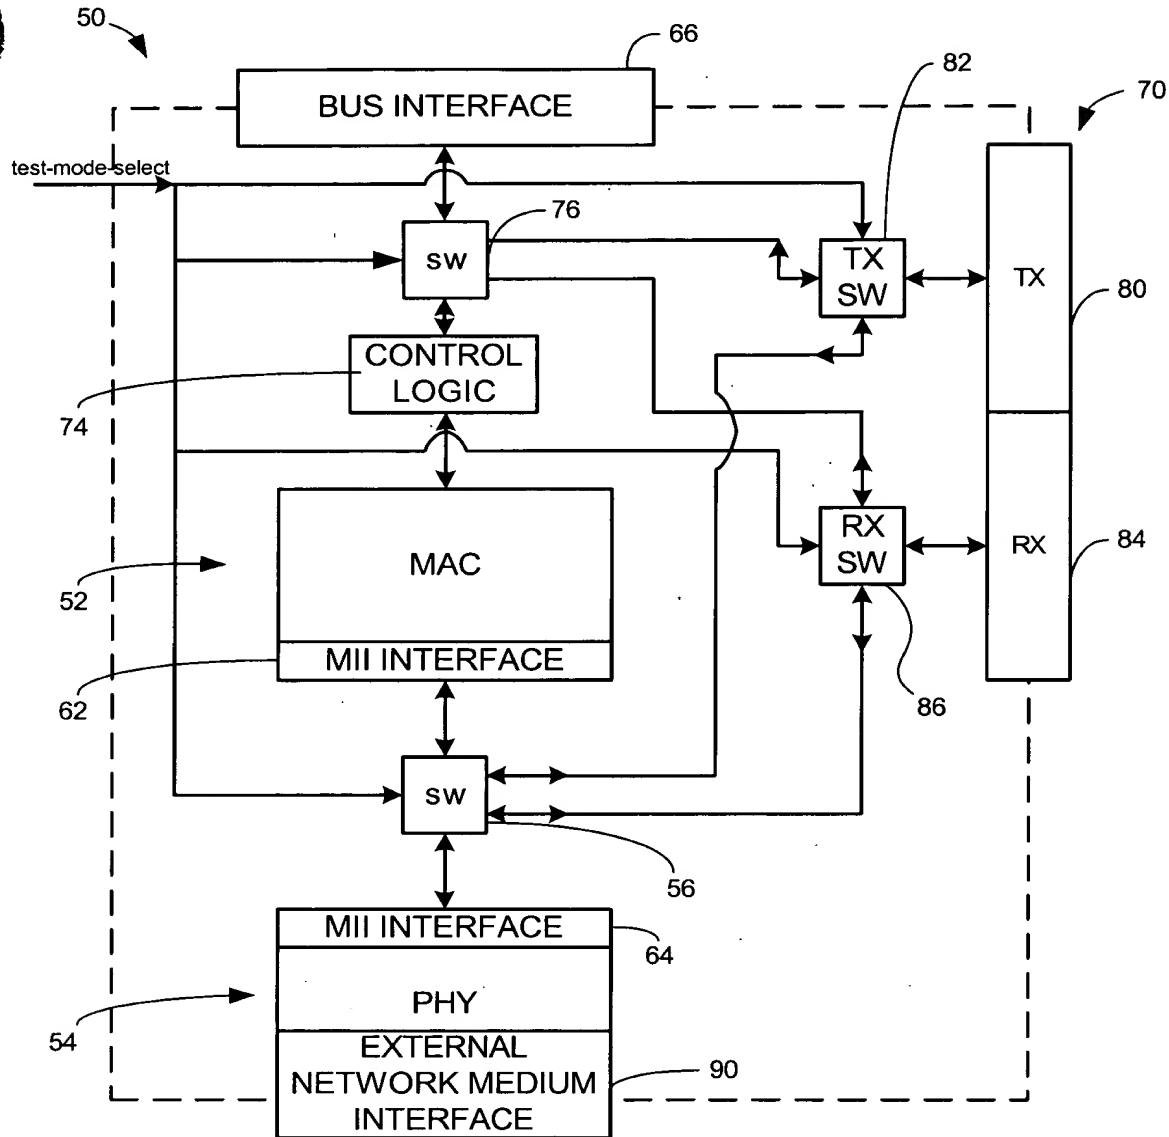 50
66
BUS INTERFACE
82
70
test-mode-select
76
SW
TX
SW
TX
80
CONTROL
LOGIC
74
MAC
RX
SW
RX
84
52
MII INTERFACE
62
86
SW
56
MII INTERFACE
64
PHY
54
EXTERNAL
NETWORK MEDIUM
INTERFACE
90